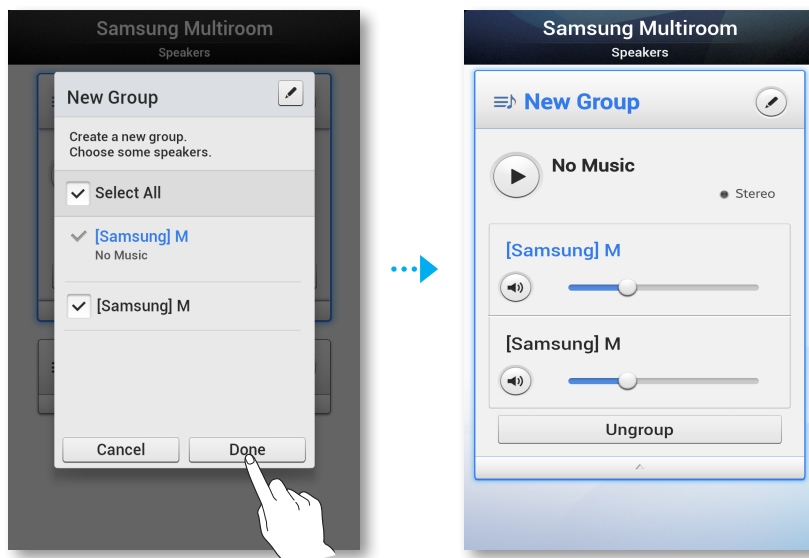 Samsung Multiroom
Speakers
New Group
Create a new group.
Choose some speakers.
Select All
[Samsung] M
No Music
[Samsung] M
Cancel
Done
Samsung Multiroom
Speakers
New Group
No Music
Stereo
[Samsung] M
[Samsung] M
Ungroup